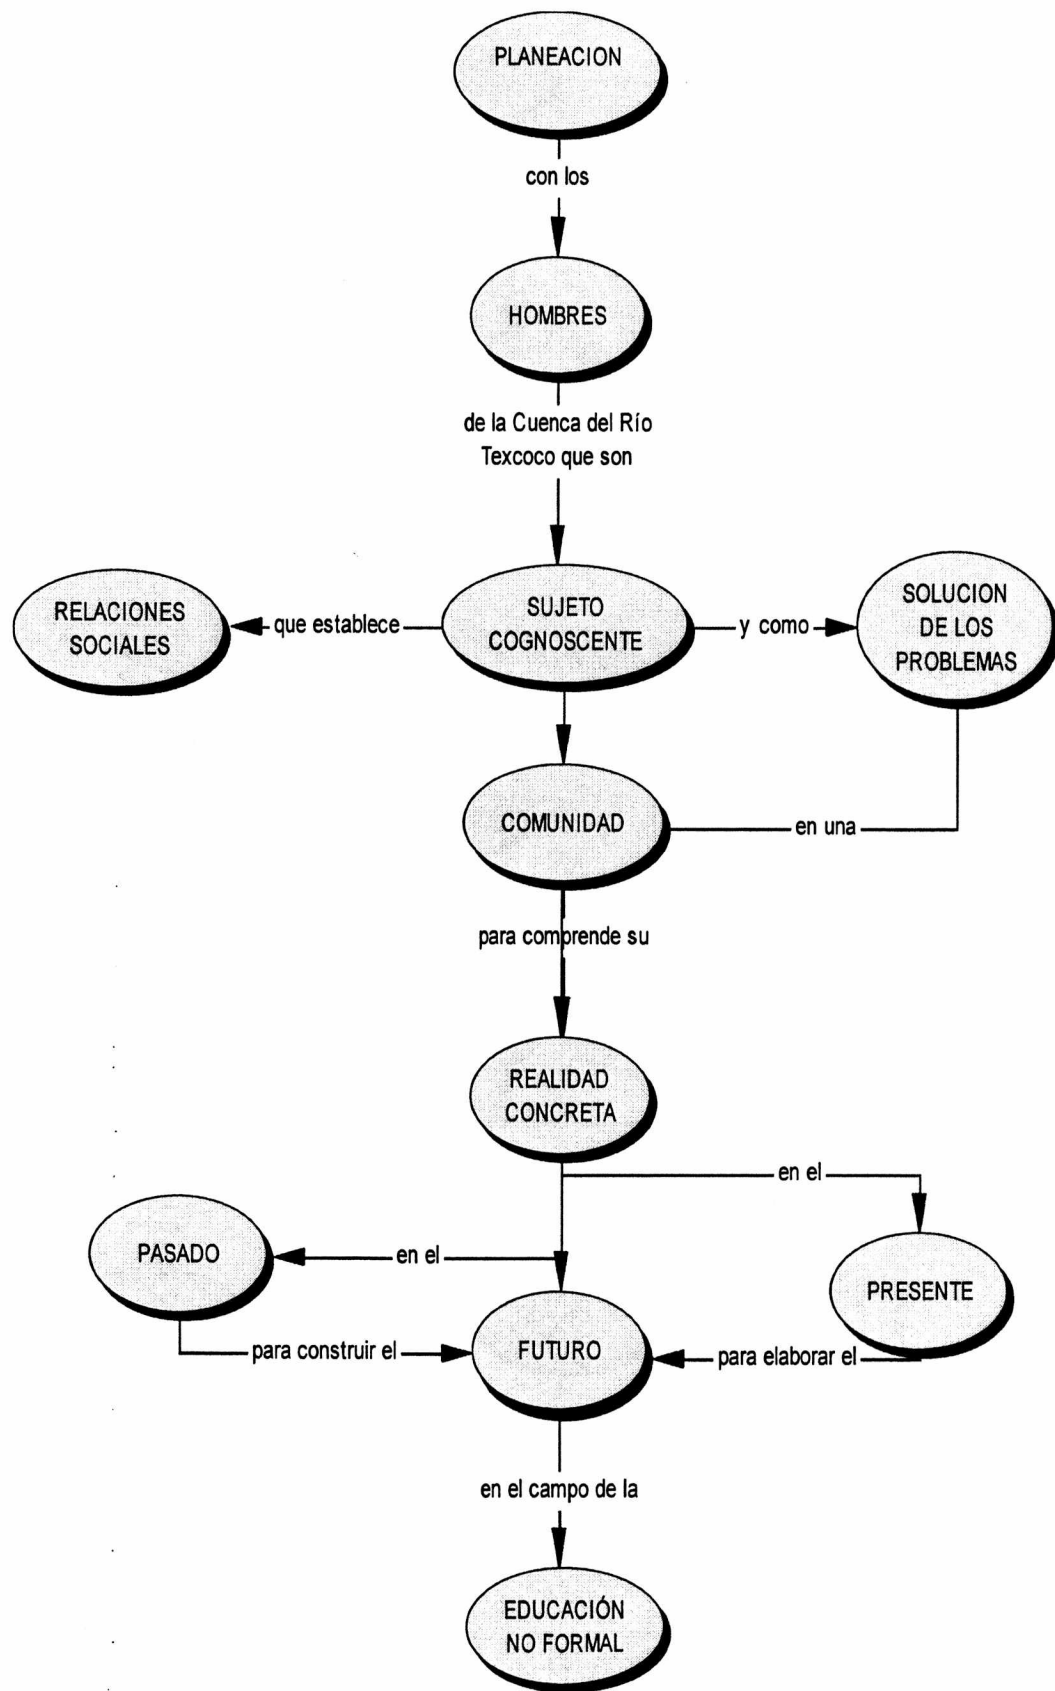 PLANEACION
con los
HOMBRES
de la Cuenca del Río
Texcoco que son
SUJETO
COGNOSCENTE
que establece
RELACIONES
SOCIALES
y como
SOLUCION
DE LOS
PROBLEMAS
en una
COMUNIDAD
para comprende su
REALIDAD
CONCRETA
en el
PRESENTE
en el
PASADO
para construir el
FUTURO
para elaborar el
en el campo de la
EDUCACIÓN
NO FORMAL